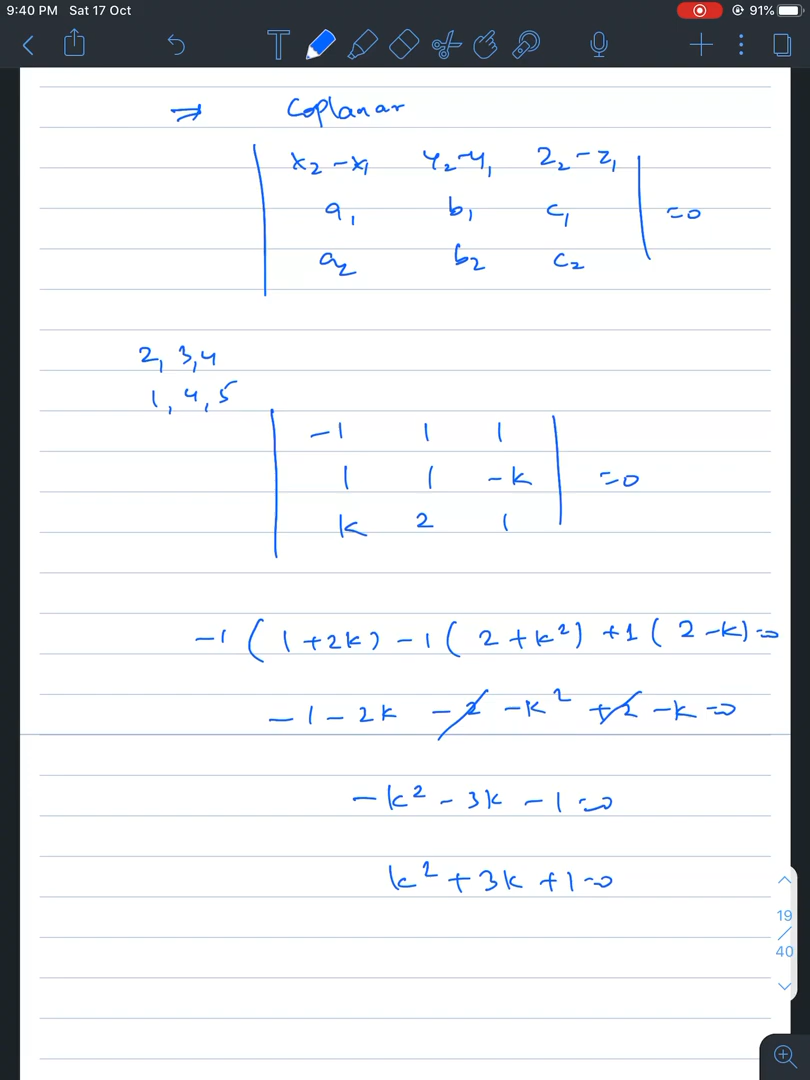 9:40 PM Sat 17 Oct 91%
⇒ Coplanar
| x₂-x₁ y₂-y₁ z₂-z₁ |
| a₁ b₁ c₁ | =0
| a₂ b₂ c₂ |
2, 3, 4
1, 4, 5
| -1 1 1 |
| 1 1 -k | =0
| k 2 1 |
-1 ( 1+2k) -1 ( 2+k²) +1 ( 2-k)=0
-1 -2k -2 -k² +2 -k =0
-k² -3k -1 =0
k² +3k +1 =0
19
/
40